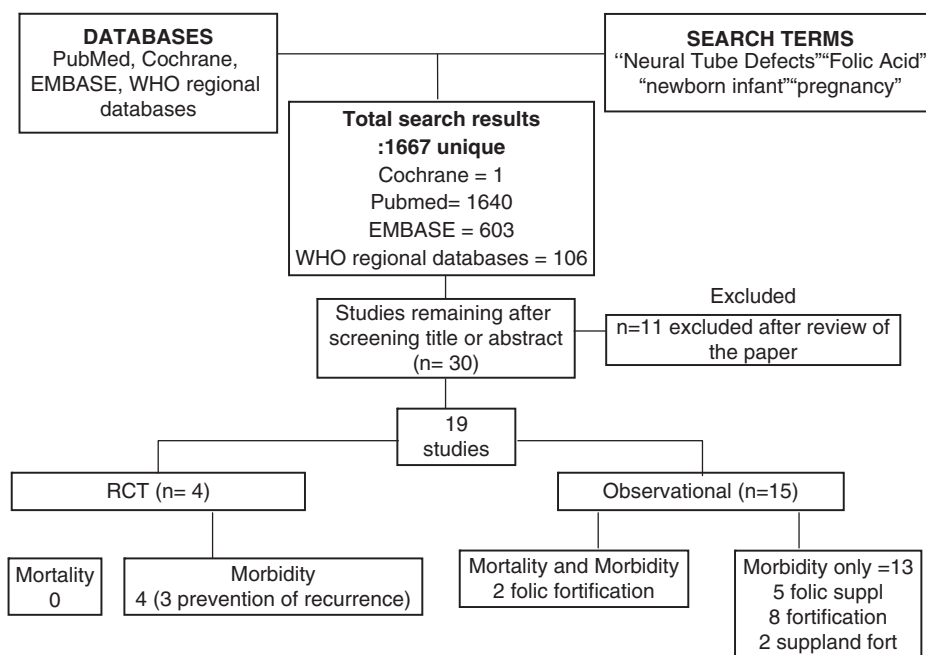 DATABASES
PubMed, Cochrane,
EMBASE, WHO regional
databases
SEARCH TERMS
‘‘Neural Tube Defects”“Folic Acid”
“newborn infant”“pregnancy”
Total search results
:1667 unique
Cochrane = 1
Pubmed= 1640
EMBASE = 603
WHO regional databases = 106
Studies remaining after
screening title or abstract
(n= 30)
Excluded
n=11 excluded after review of
the paper
19
studies
RCT (n= 4)
Observational (n=15)
Mortality
0
Morbidity
4 (3 prevention of recurrence)
Mortality and Morbidity
2 folic fortification
Morbidity only =13
5 folic suppl
8 fortification
2 suppland fort